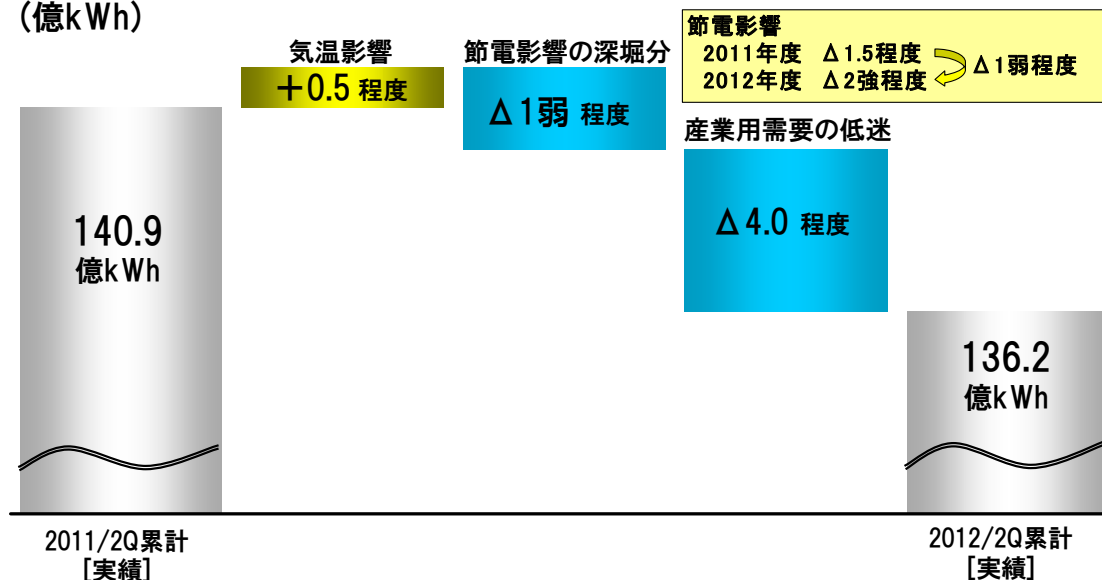 (億kWh)
気温影響
+0.5 程度
節電影響の深堀分
Δ1弱 程度
節電影響
2011年度 Δ1.5程度
2012年度 Δ2強程度
Δ1弱程度
産業用需要の低迷
Δ4.0 程度
140.9
億kWh
136.2
億kWh
2011/2Q累計
[実績]
2012/2Q累計
[実績]